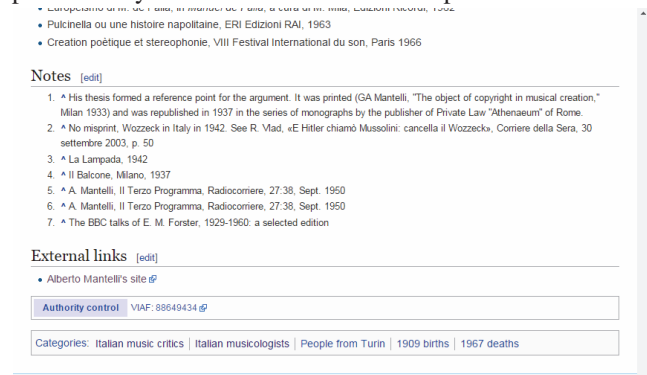 • Pulcinella ou une histoire napolitaine, ERI Edizioni RAI, 1963
• Creation poètique et stereophonie, VIII Festival International du son, Paris 1966
Notes [edit]
1. ^ His thesis formed a reference point for the argument. It was printed (GA Mantelli, "The object of copyright in musical creation,"
Milan 1933) and was republished in 1937 in the series of monographs by the publisher of Private Law "Athenaeum" of Rome.
2. ^ No misprint, Wozzeck in Italy in 1942. See R. Vlad, «E Hitler chiamò Mussolini: cancella il Wozzeck», Corriere della Sera, 30
settembre 2003, p. 50
3. ^ La Lampada, 1942
4. ^ Il Balcone, Milano, 1937
5. ^ A. Mantelli, Il Terzo Programma, Radiocorriere, 27:38, Sept. 1950
6. ^ A. Mantelli, Il Terzo Programma, Radiocorriere, 27:38, Sept. 1950
7. ^ The BBC talks of E. M. Forster, 1929-1960: a selected edition
External links [edit]
• Alberto Mantelli's site
Authority control VIAF: 88649434
Categories: Italian music critics | Italian musicologists | People from Turin | 1909 births | 1967 deaths